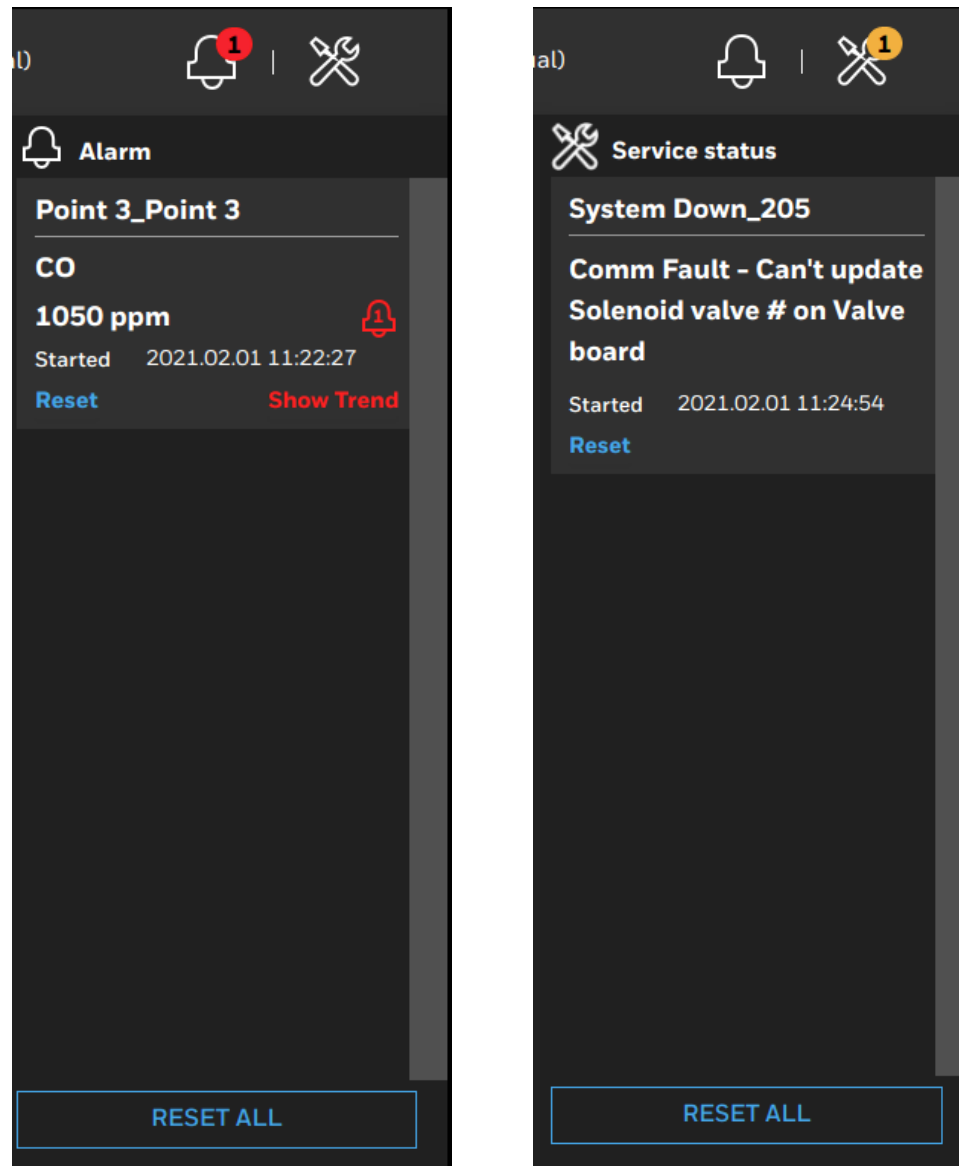 al)
1
Alarm
Point 3_Point 3
CO
1050 ppm
1
Started 2021.02.01 11:22:27
Reset Show Trend
RESET ALL
ual)
1
Service status
System Down_205
Comm Fault - Can't update
Solenoid valve # on Valve
board
Started 2021.02.01 11:24:54
Reset
RESET ALL